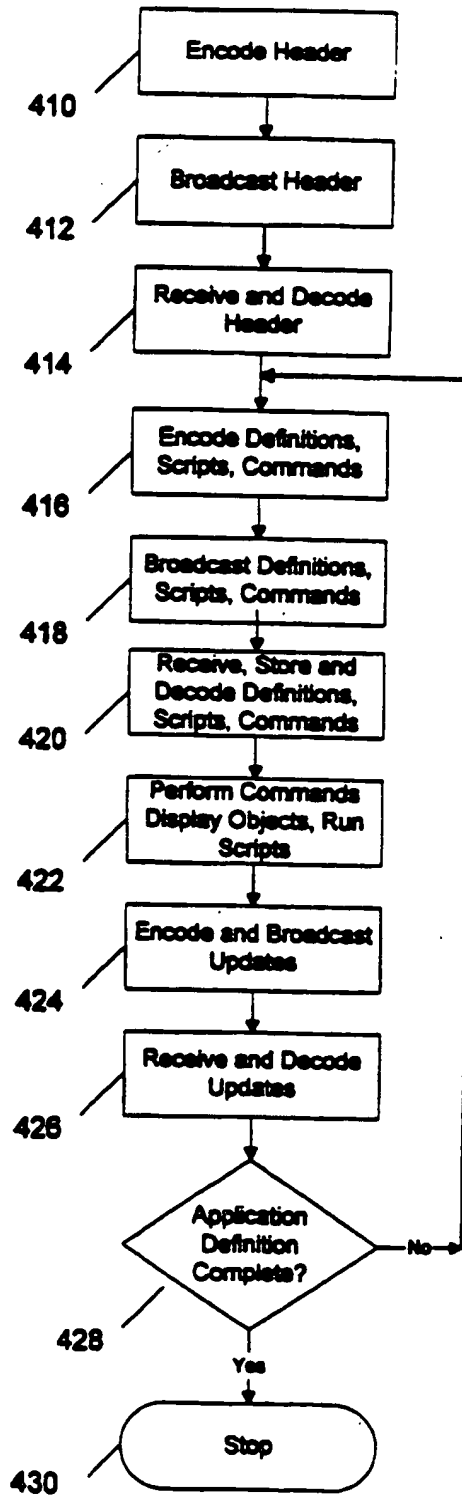 Encode Header
410
Broadcast Header
412
Receive and Decode
Header
414
Encode Definitions,
Scripts, Commands
416
Broadcast Definitions,
Scripts, Commands
418
Receive, Store and
Decode Definitions,
Scripts, Commands
420
Perform Commands
Display Objects, Run
Scripts
422
Encode and Broadcast
Updates
424
Receive and Decode
Updates
426
Application
Definition
Complete?
No
428
Yes
Stop
430